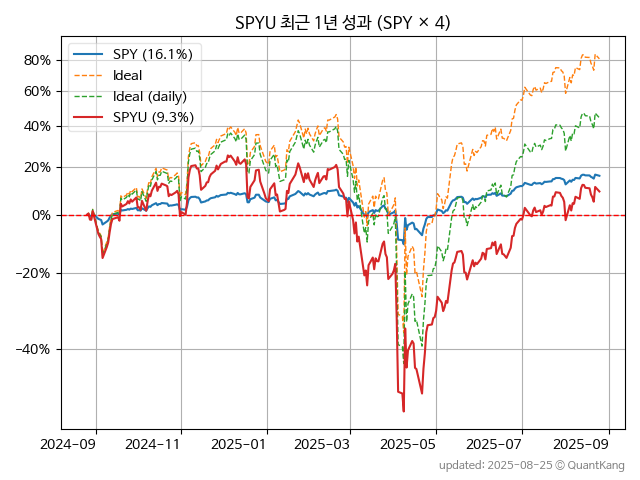 SPYU 최근 1년 성과 (SPY × 4)
SPY (16.1%)
Ideal
Ideal (daily)
SPYU (9.3%)
80%
60%
40%
20%
0%
−20%
−40%
2024-09 2024-11 2025-01 2025-03 2025-05 2025-07 2025-09
updated: 2025-08-25 © QuantKang